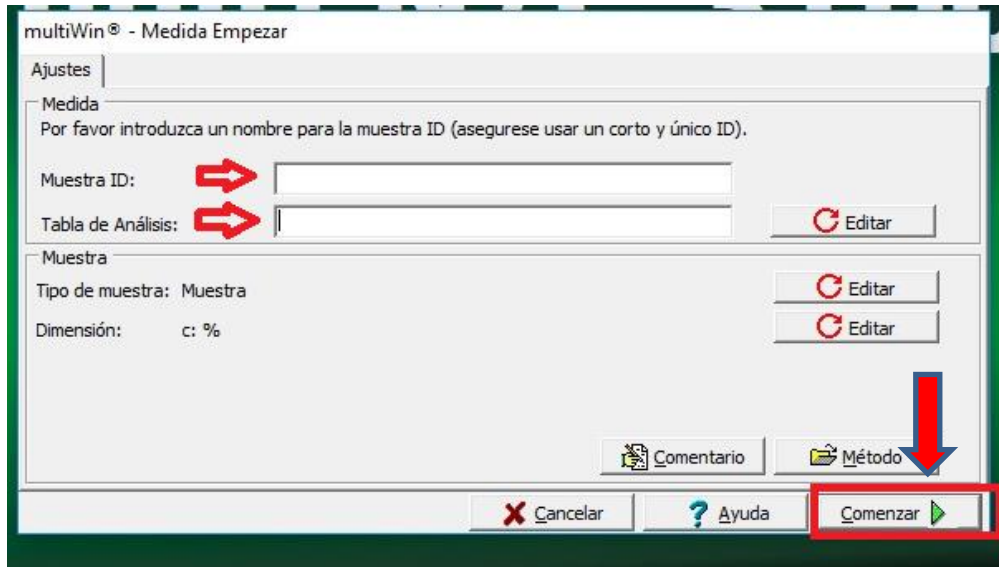 multiWin® - Medida Empezar
Ajustes
Medida
Por favor introduzca un nombre para la muestra ID (asegurese usar un corto y único ID).
Muestra ID:
Tabla de Análisis: Editar
Muestra
Tipo de muestra: Muestra Editar
Dimensión: c: % Editar
Comentario Método
Cancelar ? Ayuda Comenzar